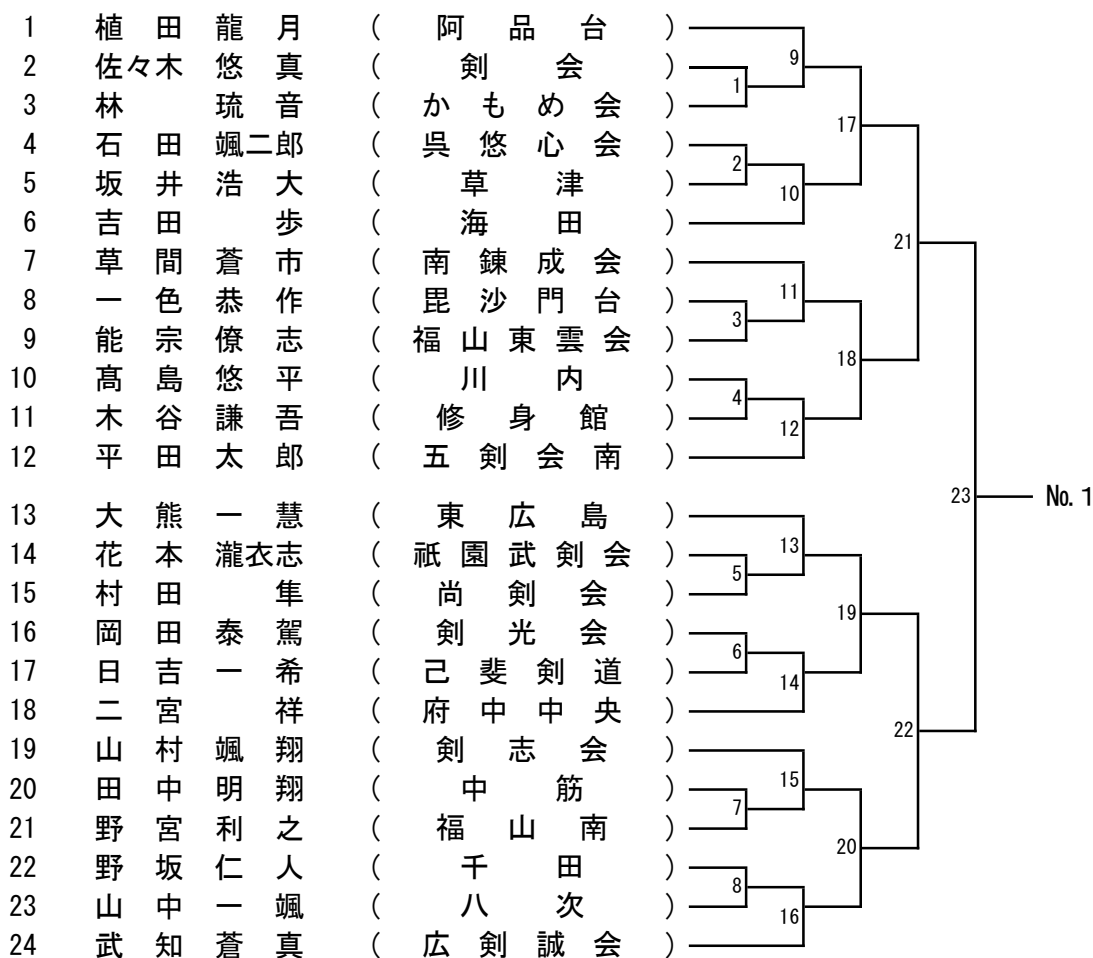 1 植田龍月 (阿品台)
2 佐々木悠真 (剣会)
3 林琉音 (かもめ会)
4 石田颯二郎 (呉悠心会)
5 坂井浩大 (草津)
6 吉田歩 (海田)
7 草間蒼市 (南錬成会)
8 一色恭作 (毘沙門台)
9 能宗僚志 (福山東雲会)
10 髙島悠平 (川内)
11 木谷謙吾 (修身館)
12 平田太郎 (五剣会南)
13 大熊一慧 (東広島)
14 花本瀧衣志 (祇園武剣会)
15 村田隼 (尚剣会)
16 岡田泰駕 (剣光会)
17 日吉一希 (己斐剣道)
18 二宮祥 (府中中央)
19 山村颯翔 (剣志会)
20 田中明翔 (中筋)
21 野宮利之 (福山南)
22 野坂仁人 (千田)
23 山中一颯 (八次)
24 武知蒼真 (広剣誠会)
1
2
3
4
5
6
7
8
9
10
11
12
13
14
15
16
17
18
19
20
21
22
23
No.1